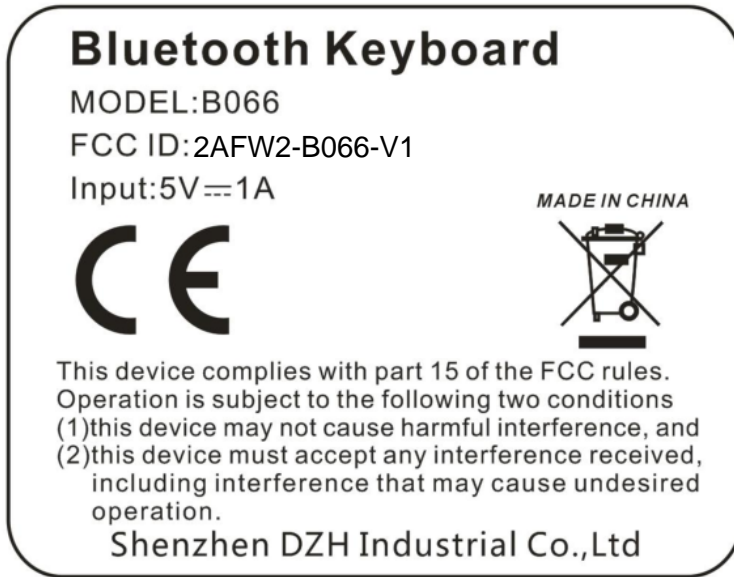 Bluetooth Keyboard
MODEL:B066
FCC ID:2AFW2-B066-V1
Input:5V⎓1A
MADE IN CHINA
CE
This device complies with part 15 of the FCC rules.
Operation is subject to the following two conditions
(1)this device may not cause harmful interference, and
(2)this device must accept any interference received,
including interference that may cause undesired
operation.
Shenzhen DZH Industrial Co.,Ltd